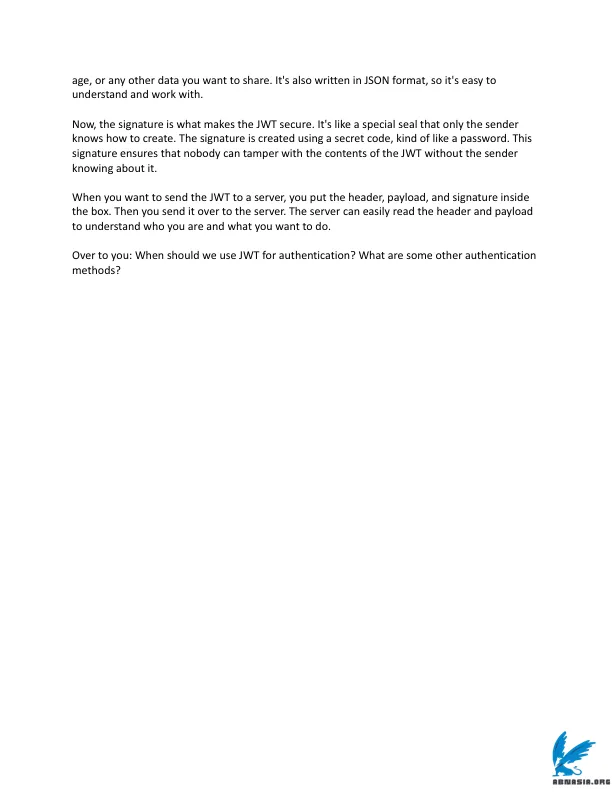 age, or any other data you want to share. It's also written in JSON format, so it's easy to
understand and work with.
Now, the signature is what makes the JWT secure. It's like a special seal that only the sender
knows how to create. The signature is created using a secret code, kind of like a password. This
signature ensures that nobody can tamper with the contents of the JWT without the sender
knowing about it.
When you want to send the JWT to a server, you put the header, payload, and signature inside
the box. Then you send it over to the server. The server can easily read the header and payload
to understand who you are and what you want to do.
Over to you: When should we use JWT for authentication? What are some other authentication
methods?
ABNASIA.ORG